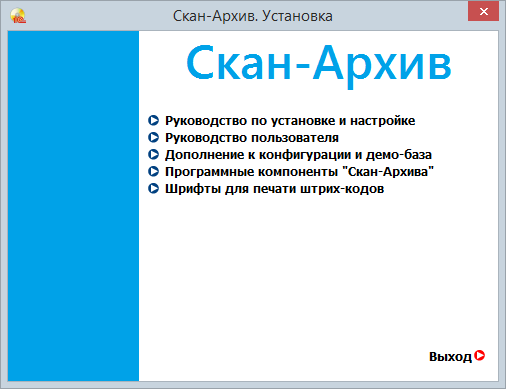 Скан-Архив. Установка
Скан-Архив
Руководство по установке и настройке
Руководство пользователя
Дополнение к конфигурации и демо-база
Программные компоненты "Скан-Архива"
Шрифты для печати штрих-кодов
Выход